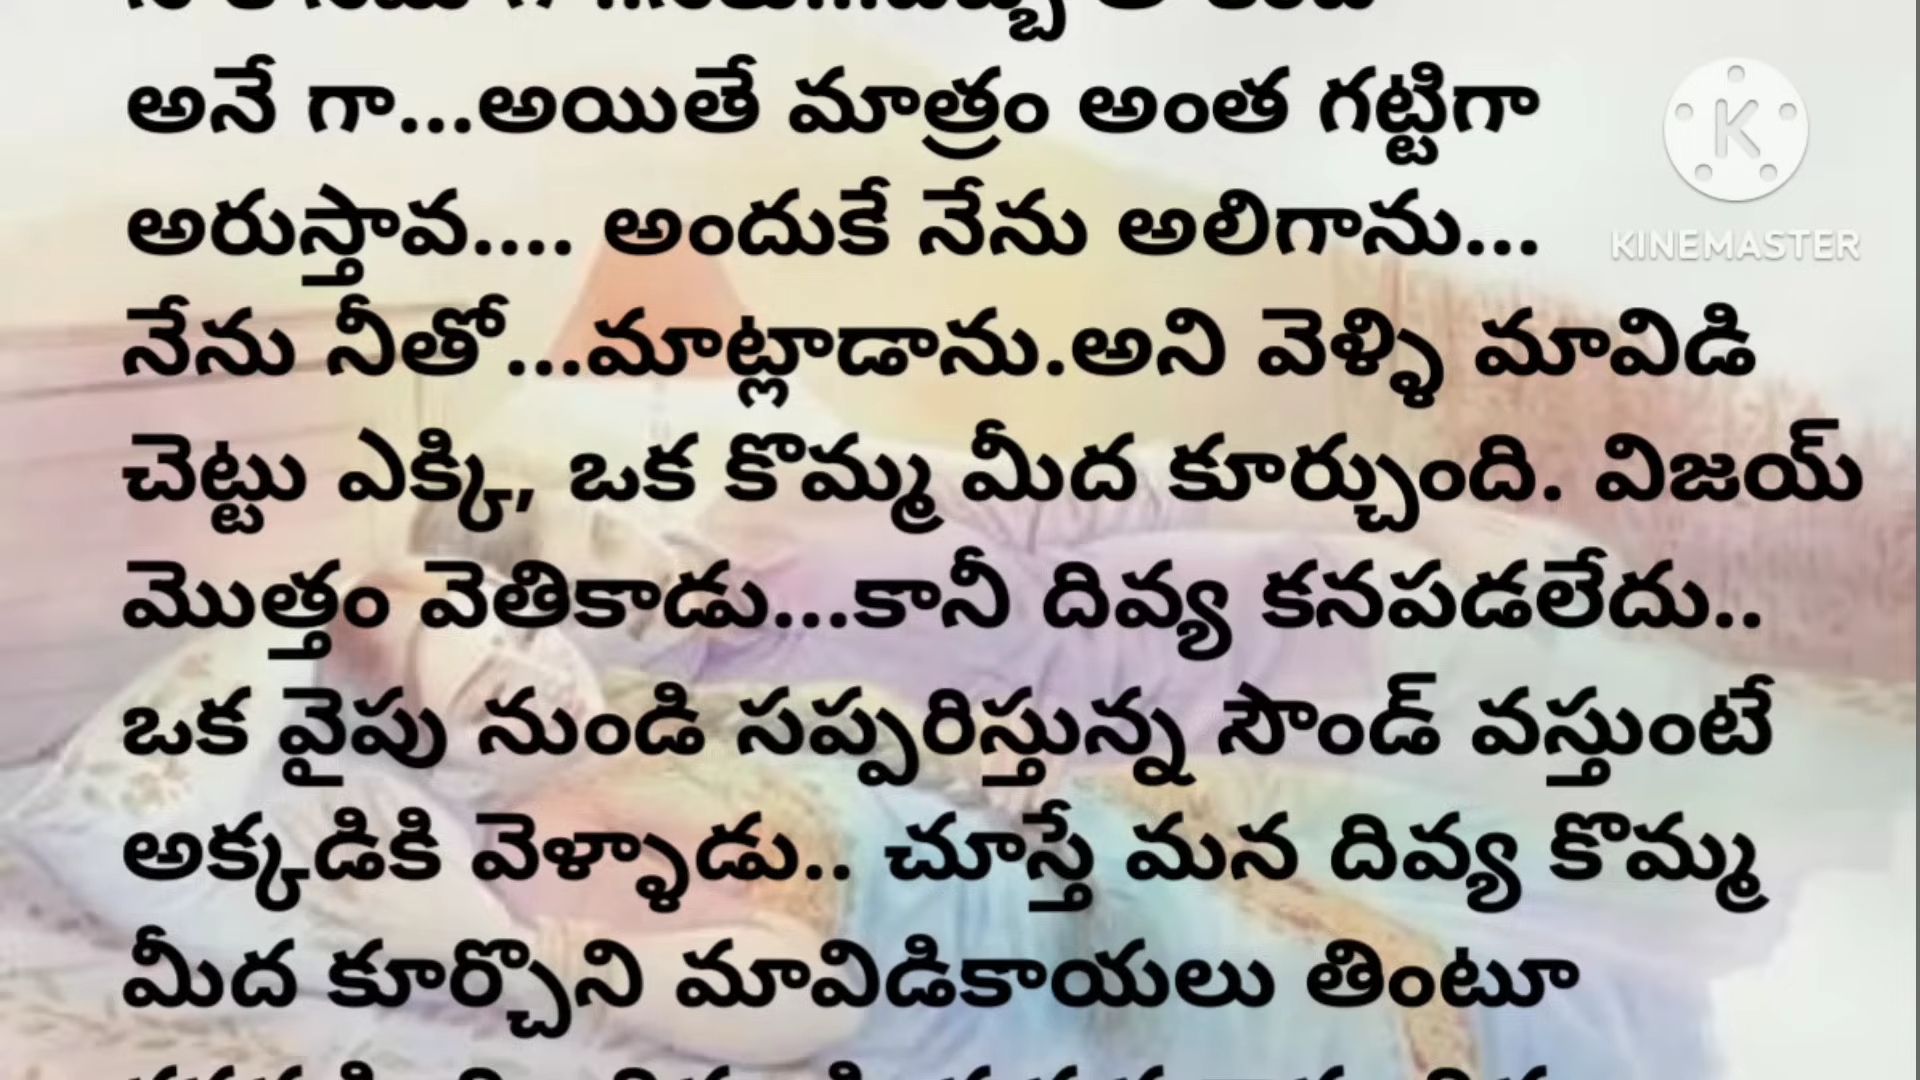 అనే గా...అయితే మాత్రం అంత గట్టిగా
అరుస్తావ.... అందుకే నేను అలిగాను...
నేను నీతో...మాట్లాడాను.అని వెళ్ళి మావిడి
చెట్టు ఎక్కి, ఒక కొమ్మ మీద కూర్చుంది. విజయ్
మొత్తం వెతికాడు...కానీ దివ్య కనపడలేదు..
ఒక వైపు నుండి సప్పరిస్తున్న సౌండ్ వస్తుంటే
అక్కడికి వెళ్ళాడు.. చూస్తే మన దివ్య కొమ్మ
మీద కూర్చొని మావిడికాయలు తింటూ
K
KINEMASTER